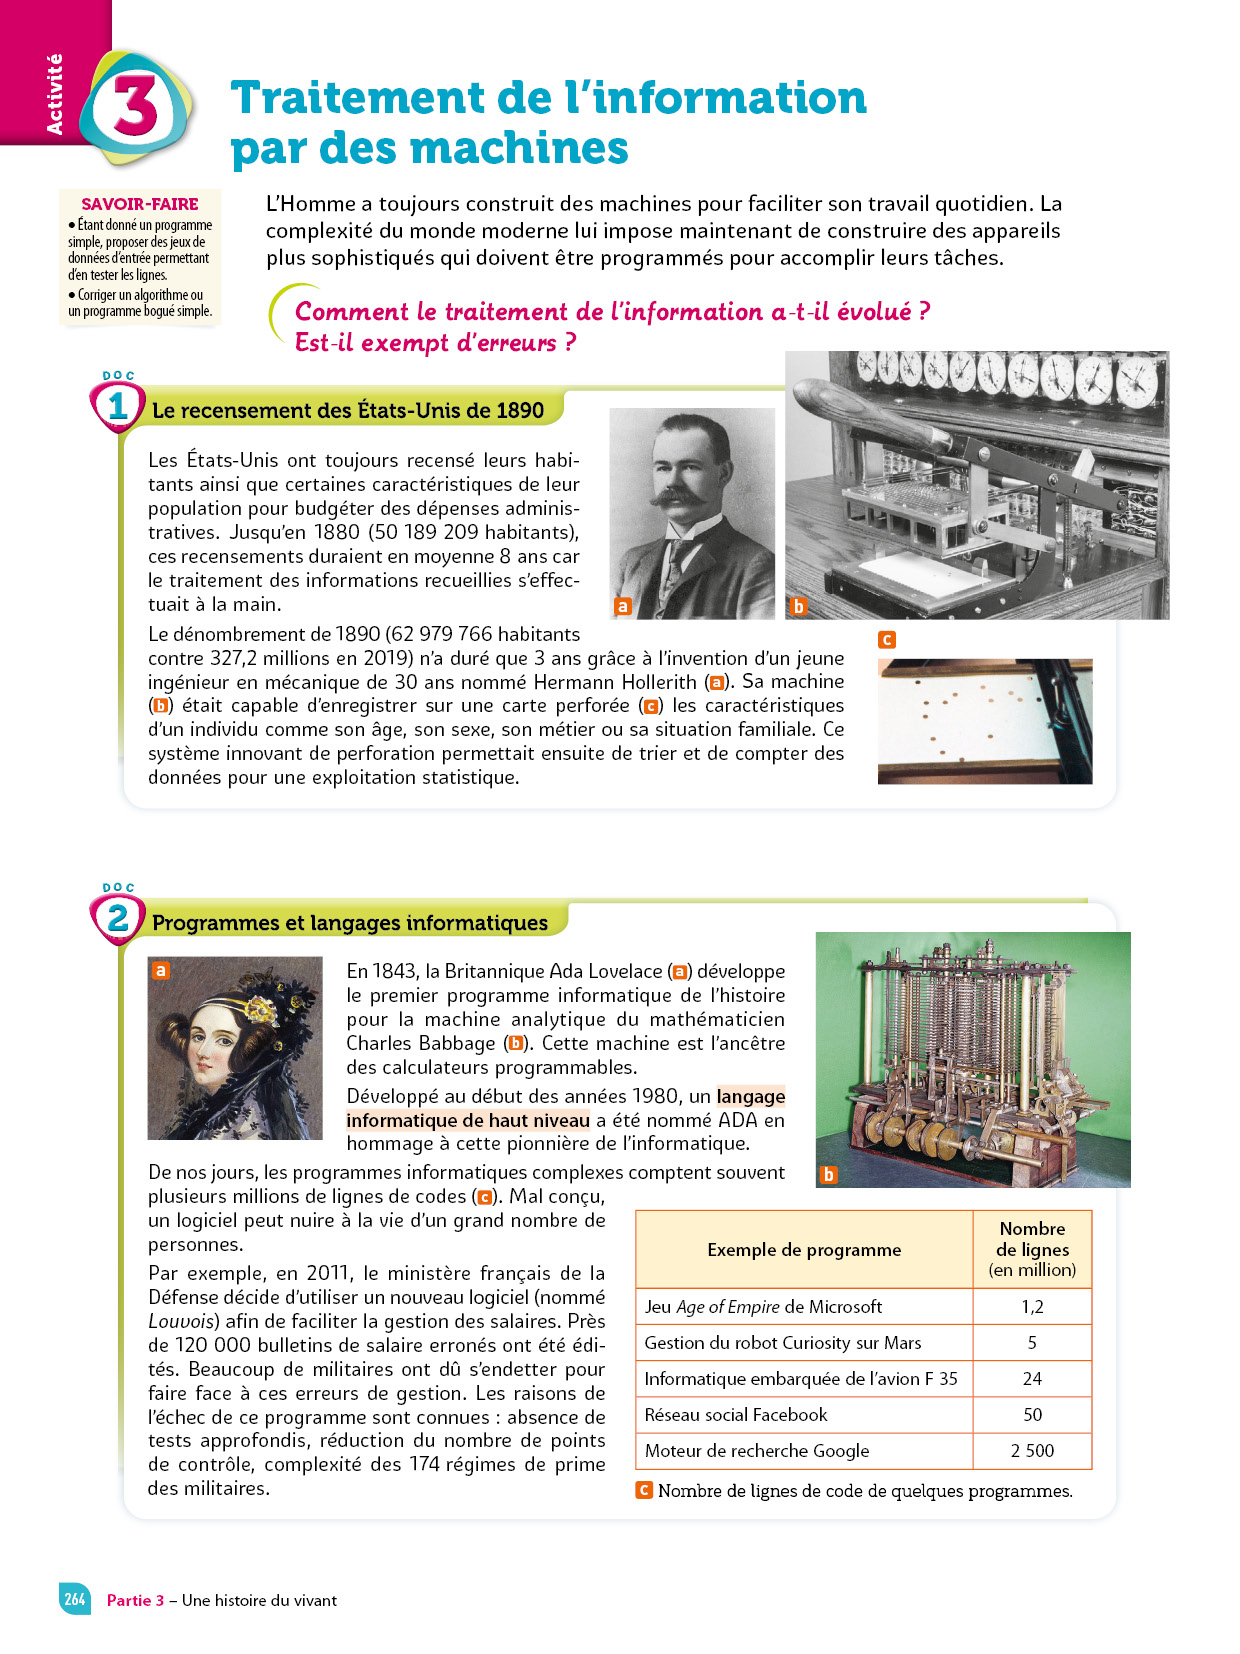 Activité
3
Traitement de l'information
par des machines
SAVOIR-FAIRE
• Étant donné un programme
simple, proposer des jeux de
données d'entrée permettant
d'en tester les lignes.
• Corriger un algorithme ou
un programme bogué simple.
L'Homme a toujours construit des machines pour faciliter son travail quotidien. La
complexité du monde moderne lui impose maintenant de construire des appareils
plus sophistiqués qui doivent être programmés pour accomplir leurs tâches.
Comment le traitement de l'information a-t-il évolué ?
Est-il exempt d'erreurs ?
DOC
1
Le recensement des États-Unis de 1890
Les États-Unis ont toujours recensé leurs habi-
tants ainsi que certaines caractéristiques de leur
population pour budgéter des dépenses adminis-
tratives. Jusqu'en 1880 (50 189 209 habitants),
ces recensements duraient en moyenne 8 ans car
le traitement des informations recueillies s'effec-
tuait à la main.
Le dénombrement de 1890 (62 979 766 habitants
contre 327,2 millions en 2019) n'a duré que 3 ans grâce à l'invention d'un jeune
ingénieur en mécanique de 30 ans nommé Hermann Hollerith (a). Sa machine
(b) était capable d'enregistrer sur une carte perforée (c) les caractéristiques
d'un individu comme son âge, son sexe, son métier ou sa situation familiale. Ce
système innovant de perforation permettait ensuite de trier et de compter des
données pour une exploitation statistique.
a
b
c
DOC
2
Programmes et langages informatiques
a
En 1843, la Britannique Ada Lovelace (a) développe
le premier programme informatique de l'histoire
pour la machine analytique du mathématicien
Charles Babbage (b). Cette machine est l'ancêtre
des calculateurs programmables.
Développé au début des années 1980, un langage
informatique de haut niveau a été nommé ADA en
hommage à cette pionnière de l'informatique.
b
De nos jours, les programmes informatiques complexes comptent souvent
plusieurs millions de lignes de codes (c). Mal conçu,
un logiciel peut nuire à la vie d'un grand nombre de
personnes.
Par exemple, en 2011, le ministère français de la
Défense décide d'utiliser un nouveau logiciel (nommé
Louvois) afin de faciliter la gestion des salaires. Près
de 120 000 bulletins de salaire erronés ont été édi-
tés. Beaucoup de militaires ont dû s'endetter pour
faire face à ces erreurs de gestion. Les raisons de
l'échec de ce programme sont connues : absence de
tests approfondis, réduction du nombre de points
de contrôle, complexité des 174 régimes de prime
des militaires.
Exemple de programme
Nombre
de lignes
(en million)
Jeu Age of Empire de Microsoft 1,2
Gestion du robot Curiosity sur Mars 5
Informatique embarquée de l'avion F 35 24
Réseau social Facebook 50
Moteur de recherche Google 2 500
c Nombre de lignes de code de quelques programmes.
264 Partie 3 – Une histoire du vivant